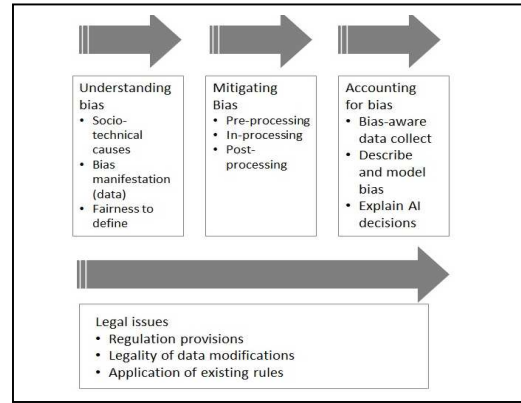 Understanding
bias
• Socio-
technical
causes
• Bias
manifestation
(data)
• Fairness to
define
Mitigating
Bias
• Pre-processing
• In-processing
• Post-
processing
Accounting
for bias
• Bias-aware
data collect
• Describe
and model
bias
• Explain AI
decisions
Legal issues
• Regulation provisions
• Legality of data modifications
• Application of existing rules